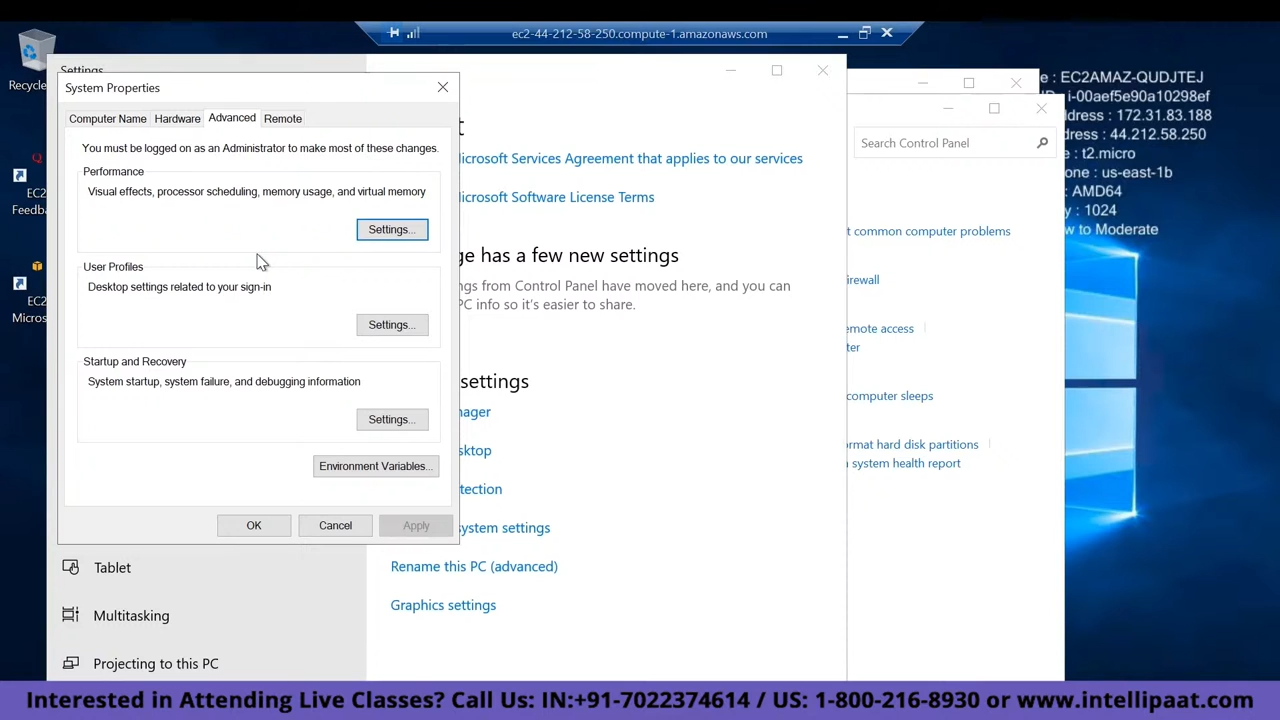 ec2-44-212-58-250.compute-1.amazonaws.com
Recycle
Settings
System Properties
Computer Name
Hardware
Advanced
Remote
You must be logged on as an Administrator to make most of these changes.
Performance
Visual effects, processor scheduling, memory usage, and virtual memory
Settings...
User Profiles
Desktop settings related to your sign-in
Settings...
Startup and Recovery
System startup, system failure, and debugging information
Settings...
Environment Variables...
OK
Cancel
Apply
EC2
Feedb
EC2
Micros
Tablet
Multitasking
Projecting to this PC
t
icrosoft Services Agreement that applies to our services
icrosoft Software License Terms
ge has a few new settings
ngs from Control Panel have moved here, and you can
PC info so it's easier to share.
settings
nager
sktop
tection
system settings
Rename this PC (advanced)
Graphics settings
Search Control Panel
t common computer problems
irewall
emote access
ter
computer sleeps
rmat hard disk partitions
a system health report
e : EC2AMAZ-QUDJTEJ
ID : i-00aef5e90a10298ef
ddress : 172.31.83.188
ddress : 44.212.58.250
e : t2.micro
one : us-east-1b
: AMD64
y : 1024
w to Moderate
Interested in Attending Live Classes? Call Us: IN:+91-7022374614 / US: 1-800-216-8930 or www.intellipaat.com